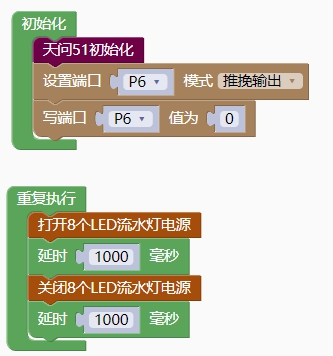 初始化
天问51初始化
设置端口 P6 模式 推挽输出
写端口 P6 值为 0
重复执行
打开8个LED流水灯电源
延时 1000 毫秒
关闭8个LED流水灯电源
延时 1000 毫秒